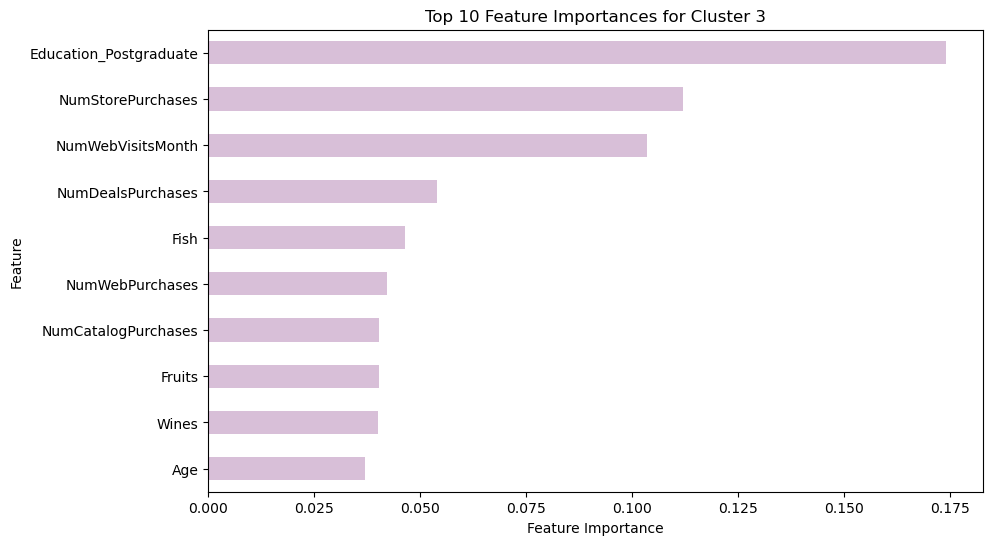 Top 10 Feature Importances for Cluster 3
Feature
Education_Postgraduate
NumStorePurchases
NumWebVisitsMonth
NumDealsPurchases
Fish
NumWebPurchases
NumCatalogPurchases
Fruits
Wines
Age
0.000 0.025 0.050 0.075 0.100 0.125 0.150 0.175
Feature Importance